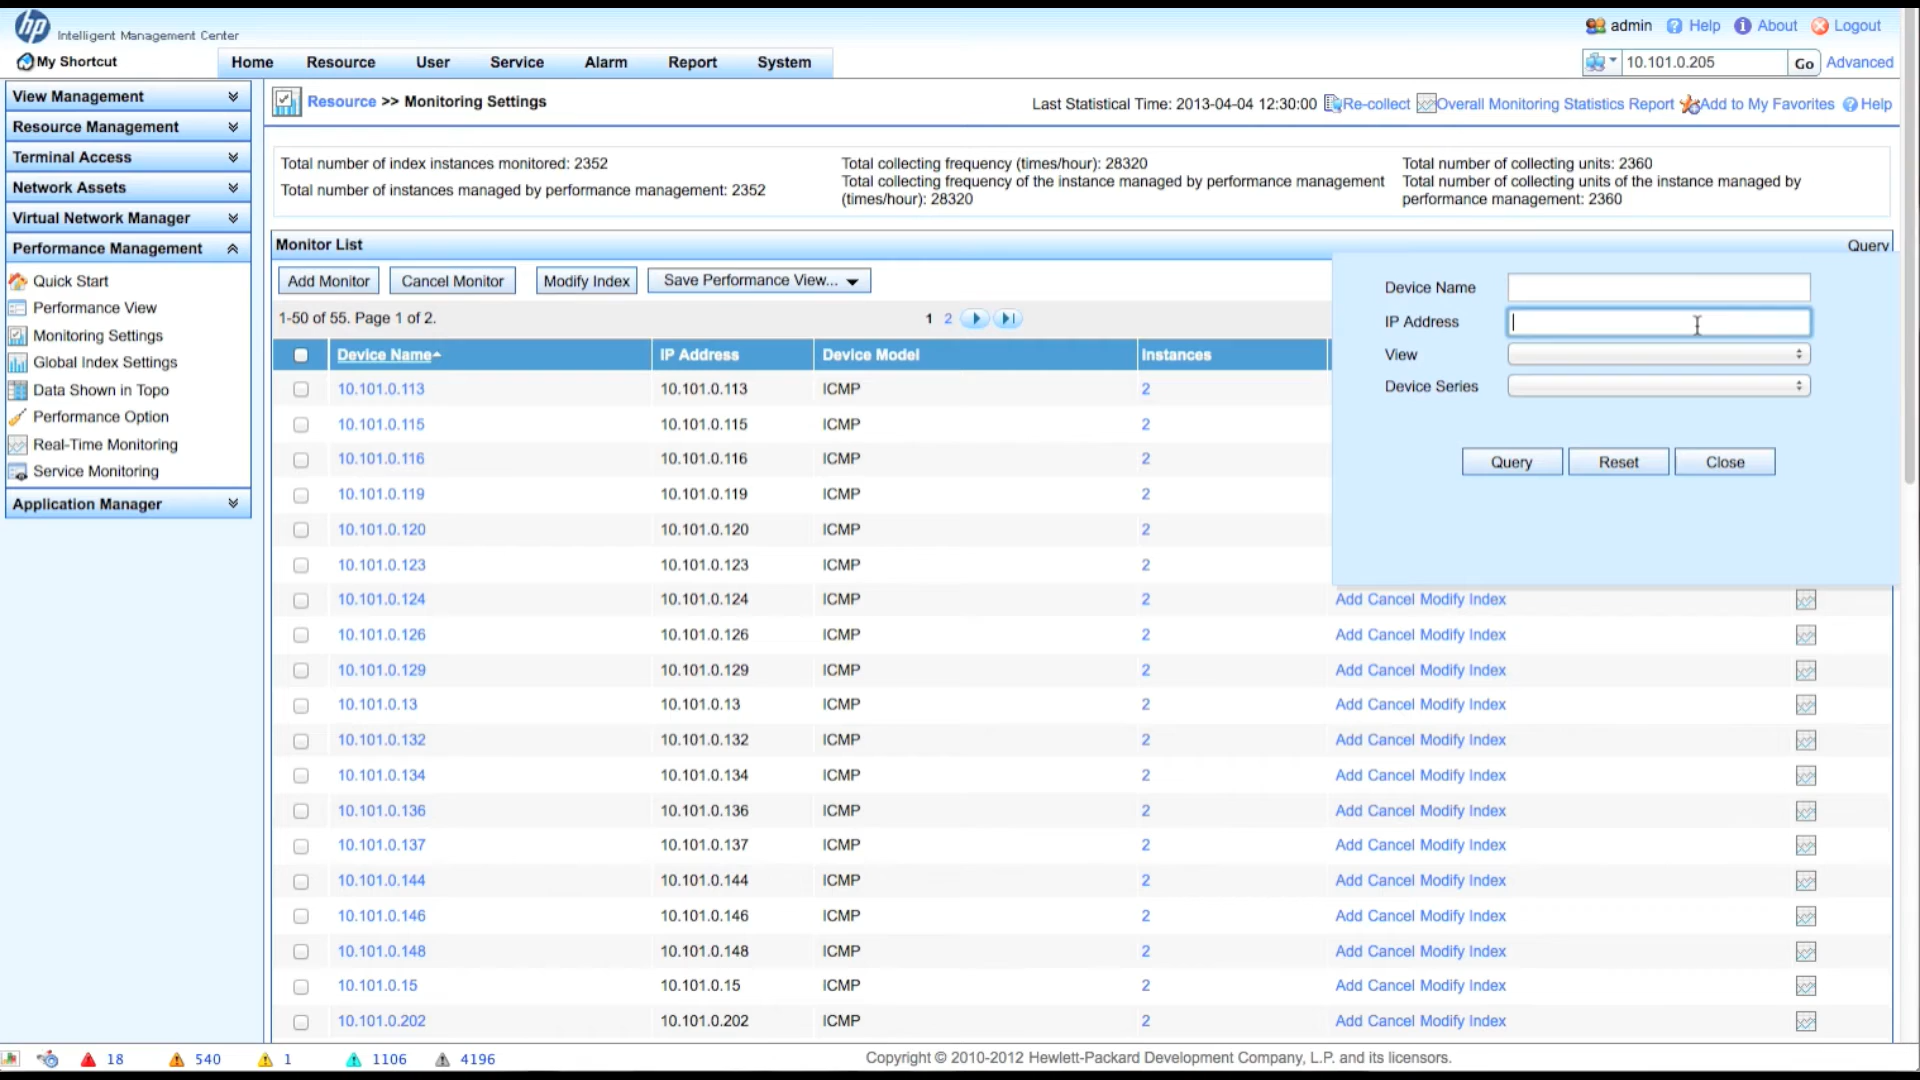 hp Intelligent Management Center
admin Help About Logout
My Shortcut
Home Resource User Service Alarm Report System
10.101.0.205 Go Advanced
View Management
Resource Management
Terminal Access
Network Assets
Virtual Network Manager
Performance Management
Quick Start
Performance View
Monitoring Settings
Global Index Settings
Data Shown in Topo
Performance Option
Real-Time Monitoring
Service Monitoring
Application Manager
Resource >> Monitoring Settings
Last Statistical Time: 2013-04-04 12:30:00 Re-collect Overall Monitoring Statistics Report Add to My Favorites Help
Total number of index instances monitored: 2352
Total number of instances managed by performance management: 2352
Total collecting frequency (times/hour): 28320
Total collecting frequency of the instance managed by performance management
(times/hour): 28320
Total number of collecting units: 2360
Total number of collecting units of the instance managed by
performance management: 2360
Monitor List
Query
Add Monitor Cancel Monitor Modify Index Save Performance View...
1-50 of 55. Page 1 of 2.
1 2
Device Name
IP Address
View
Device Series
Query Reset Close
Device Name IP Address Device Model Instances
10.101.0.113 10.101.0.113 ICMP 2
10.101.0.115 10.101.0.115 ICMP 2
10.101.0.116 10.101.0.116 ICMP 2
10.101.0.119 10.101.0.119 ICMP 2
10.101.0.120 10.101.0.120 ICMP 2
10.101.0.123 10.101.0.123 ICMP 2
10.101.0.124 10.101.0.124 ICMP 2 Add Cancel Modify Index
10.101.0.126 10.101.0.126 ICMP 2 Add Cancel Modify Index
10.101.0.129 10.101.0.129 ICMP 2 Add Cancel Modify Index
10.101.0.13 10.101.0.13 ICMP 2 Add Cancel Modify Index
10.101.0.132 10.101.0.132 ICMP 2 Add Cancel Modify Index
10.101.0.134 10.101.0.134 ICMP 2 Add Cancel Modify Index
10.101.0.136 10.101.0.136 ICMP 2 Add Cancel Modify Index
10.101.0.137 10.101.0.137 ICMP 2 Add Cancel Modify Index
10.101.0.144 10.101.0.144 ICMP 2 Add Cancel Modify Index
10.101.0.146 10.101.0.146 ICMP 2 Add Cancel Modify Index
10.101.0.148 10.101.0.148 ICMP 2 Add Cancel Modify Index
10.101.0.15 10.101.0.15 ICMP 2 Add Cancel Modify Index
10.101.0.202 10.101.0.202 ICMP 2 Add Cancel Modify Index
18 540 1 1106 4196
Copyright © 2010-2012 Hewlett-Packard Development Company, L.P. and its licensors.